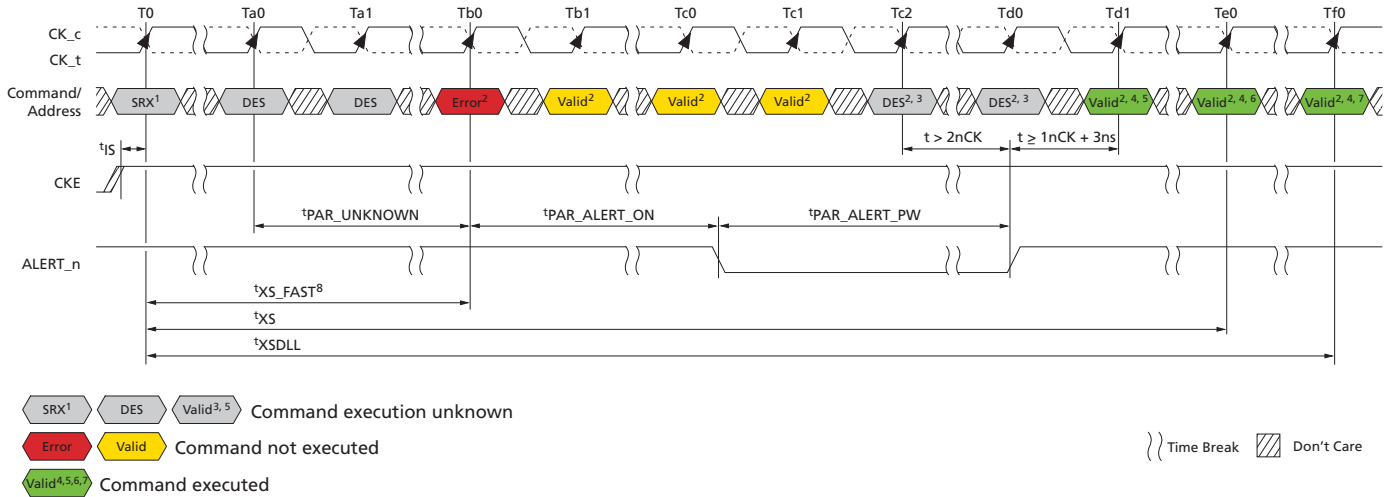 T0 Ta0 Ta1 Tb0 Tb1 Tc0 Tc1 Tc2 Td0 Td1 Te0 Tf0
CK_c
CK_t
Command/
Address
SRX1 DES DES Error2 Valid2 Valid2 Valid2 DES2, 3 DES2, 3 Valid2, 4, 5 Valid2, 4, 6 Valid2, 4, 7
t > 2nCK t ≥ 1nCK + 3ns
tIS
CKE
tPAR_UNKNOWN tPAR_ALERT_ON tPAR_ALERT_PW
ALERT_n
tXS_FAST8
tXS
tXSDLL
SRX1 DES Valid3, 5 Command execution unknown
Error Valid Command not executed
Time Break Don't Care
Valid4,5,6,7 Command executed